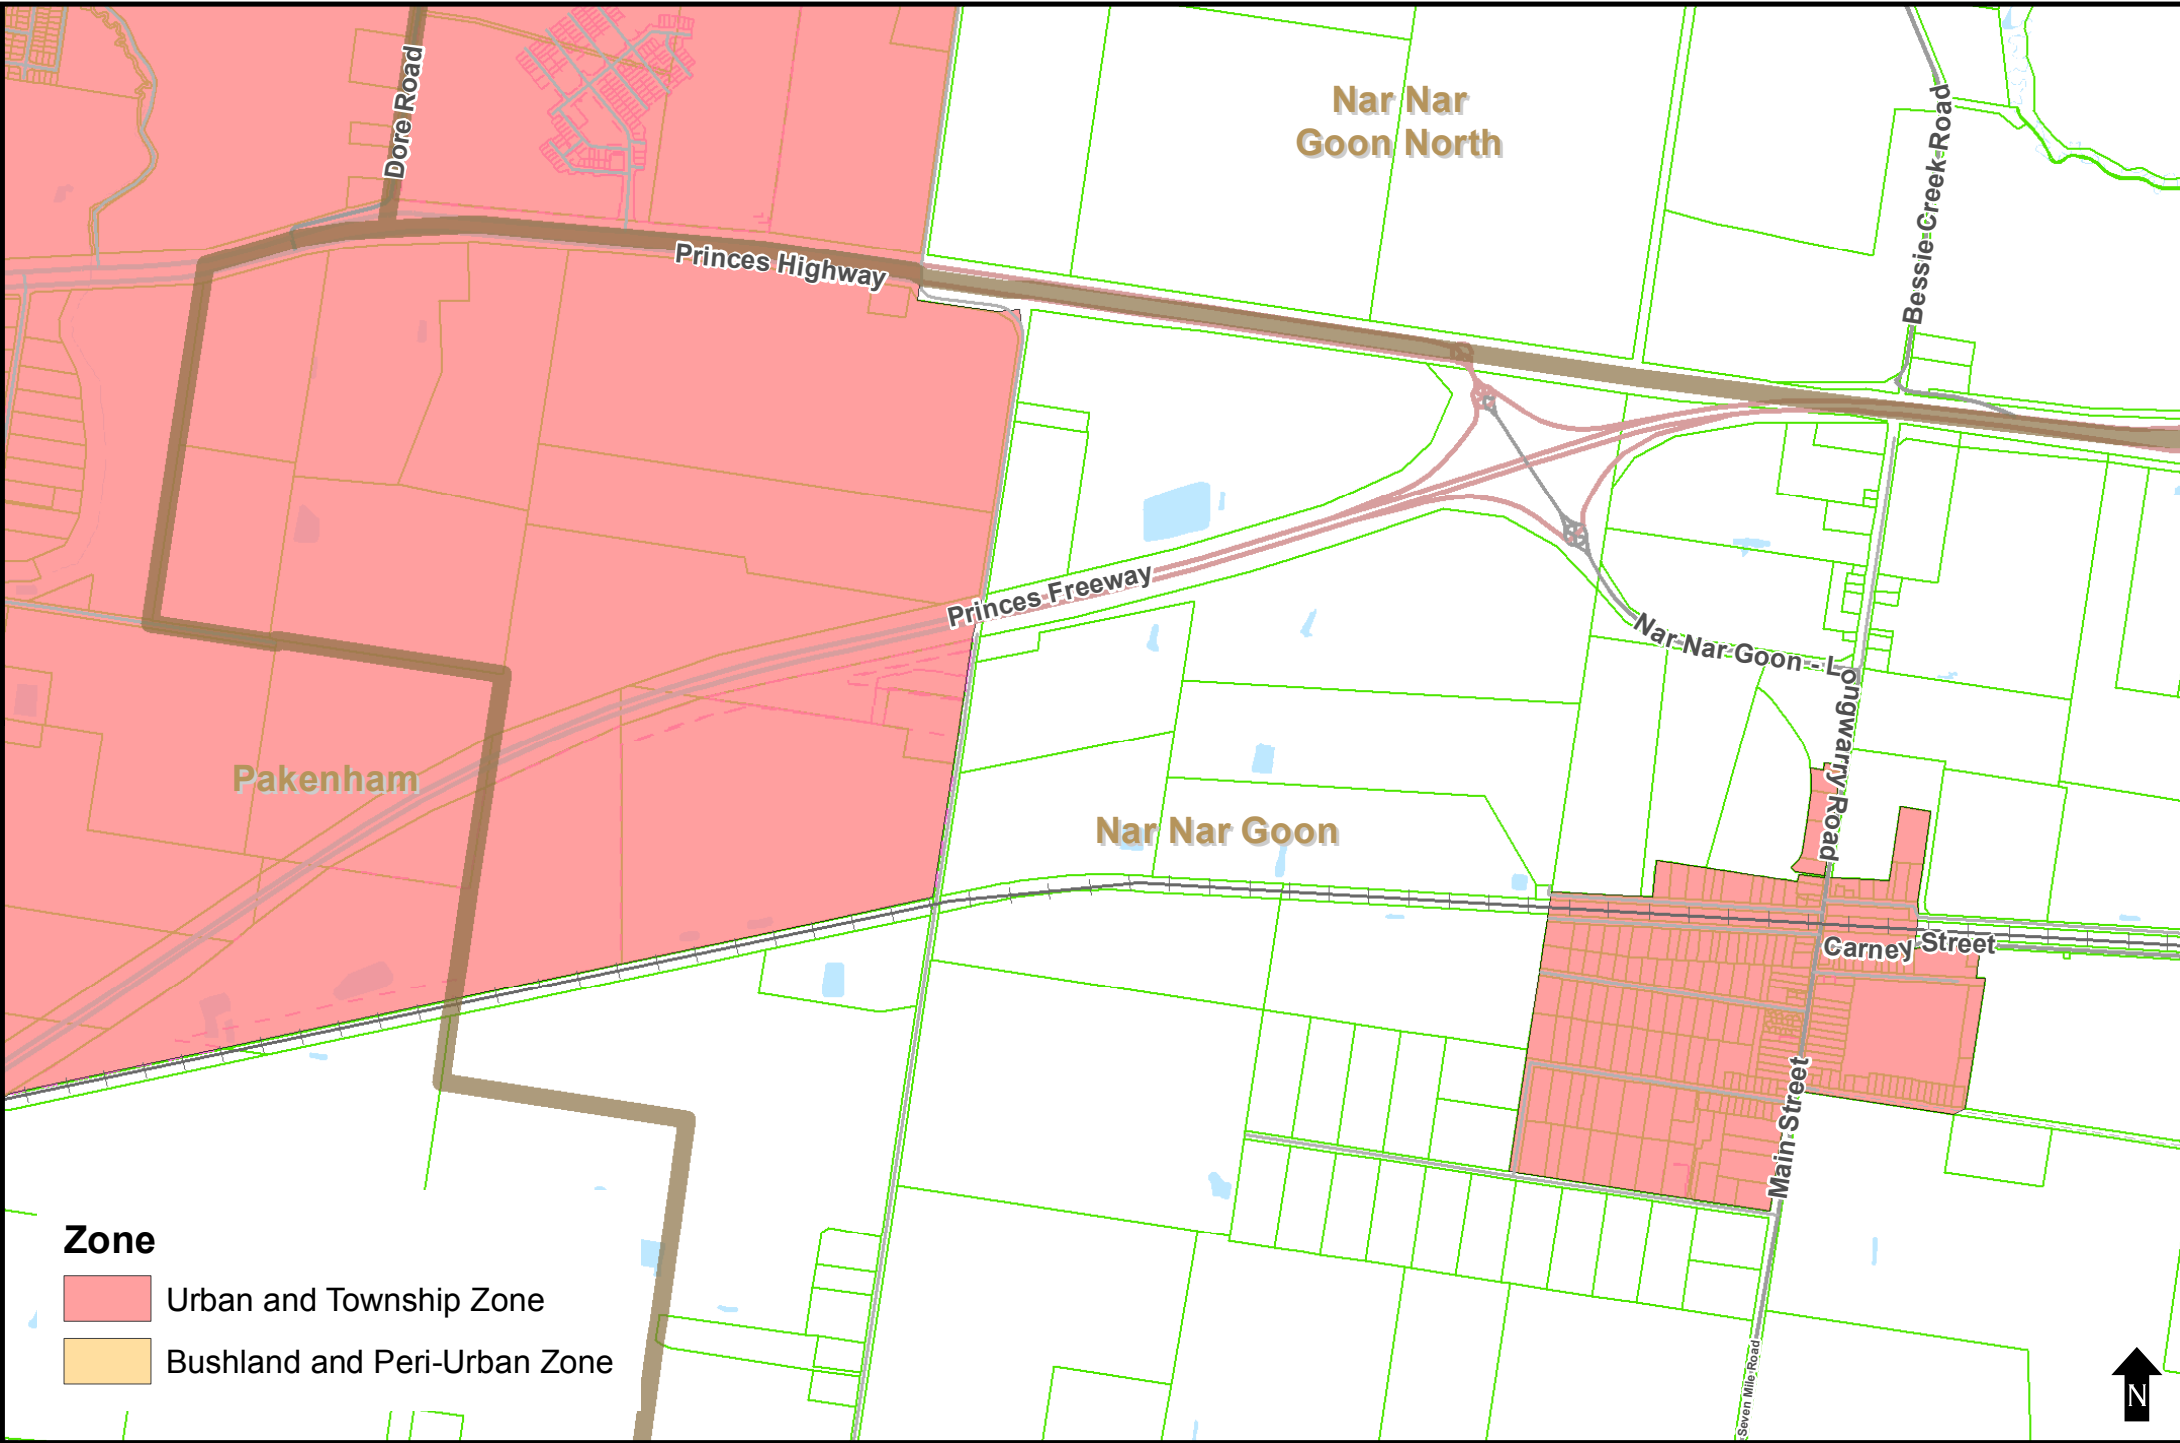 Dore Road
Nar Nar
Goon North
Bessie Creek Road
Princes Highway
Princes Freeway
Nar Nar Goon - Longwarry Road
Pakenham
Nar Nar Goon
Carney Street
Main Street
Seven Mile Road
Zone
Urban and Township Zone
Bushland and Peri-Urban Zone
N